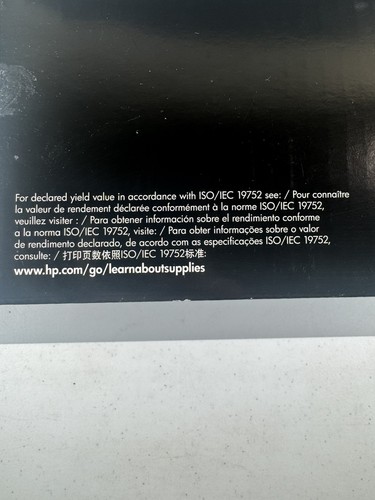 For declared yield value in accordance with ISO/IEC 19752 see: / Pour connaître
la valeur de rendement déclarée conformément à la norme ISO/IEC 19752,
veuillez visiter : / Para obtener información sobre el rendimiento conforme
a la norma ISO/IEC 19752, visite: / Para obter informações sobre o valor
de rendimento declarado, de acordo com as especificações ISO/IEC 19752,
consulte: / 打印页数依照ISO/IEC 19752标准:
www.hp.com/go/learnaboutsupplies